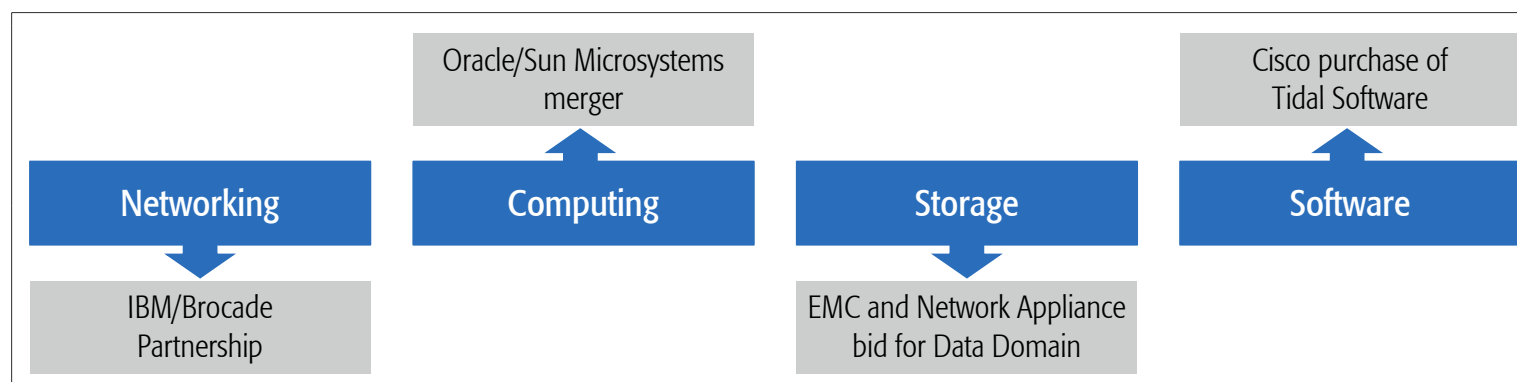 Oracle/Sun Microsystems
merger
Cisco purchase of
Tidal Software
Networking
Computing
Storage
Software
IBM/Brocade
Partnership
EMC and Network Appliance
bid for Data Domain